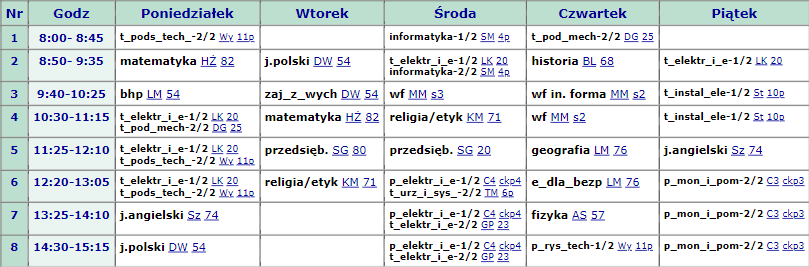 Nr Godz Poniedziałek Wtorek Środa Czwartek Piątek
1 8:00- 8:45 t_pods_tech_-2/2 Wy 11p informatyka-1/2 SM 4p t_pod_mech-2/2 DG 25
2 8:50- 9:35 matematyka HŻ 82 j.polski DW 54 t_elektr_i_e-1/2 LK 20 historia BL 68 t_elektr_i_e-1/2 LK 20
informatyka-2/2 SM 4p
3 9:40-10:25 bhp LM 54 zaj_z_wych DW 54 wf MM s3 wf in. forma MM s2 t_instal_ele-1/2 St 10p
4 10:30-11:15 t_elektr_i_e-1/2 LK 20 matematyka HŻ 82 religia/etyk KM 71 wf MM s2 t_instal_ele-1/2 St 10p
t_pod_mech-2/2 DG 25
5 11:25-12:10 t_elektr_i_e-1/2 LK 20 przedsięb. SG 80 przedsięb. SG 20 geografia LM 76 j.angielski Sz 74
t_pods_tech_-2/2 Wy 11p
6 12:20-13:05 t_elektr_i_e-1/2 LK 20 religia/etyk KM 71 p_elektr_i_e-1/2 C4 ckp4 e_dla_bezp LM 76 p_mon_i_pom-2/2 C3 ckp3
t_pods_tech_-2/2 Wy 11p t_urz_i_sys_-2/2 TM 6p
7 13:25-14:10 j.angielski Sz 74 p_elektr_i_e-1/2 C4 ckp4 fizyka AS 57 p_mon_i_pom-2/2 C3 ckp3
t_elektr_i_e-2/2 GP 23
8 14:30-15:15 j.polski DW 54 p_elektr_i_e-1/2 C4 ckp4 p_rys_tech-1/2 Wy 11p p_mon_i_pom-2/2 C3 ckp3
t_elektr_i_e-2/2 GP 23